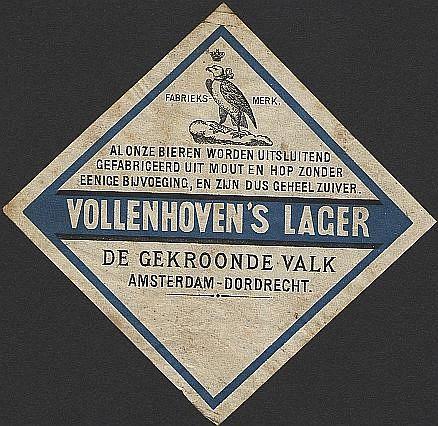 FABRIEKS- MERK.
AL ONZE BIEREN WORDEN UITSLUITEND
GEFABRIGEERD UIT MOUT EN HOP ZONDER
EENIGE BIJVOEGING, EN ZIJN DUS GEHEEL ZUIVER.
VOLLENHOVEN'S LAGER
DE GEKROONDE VALK
AMSTERDAM-DORDRECHT.